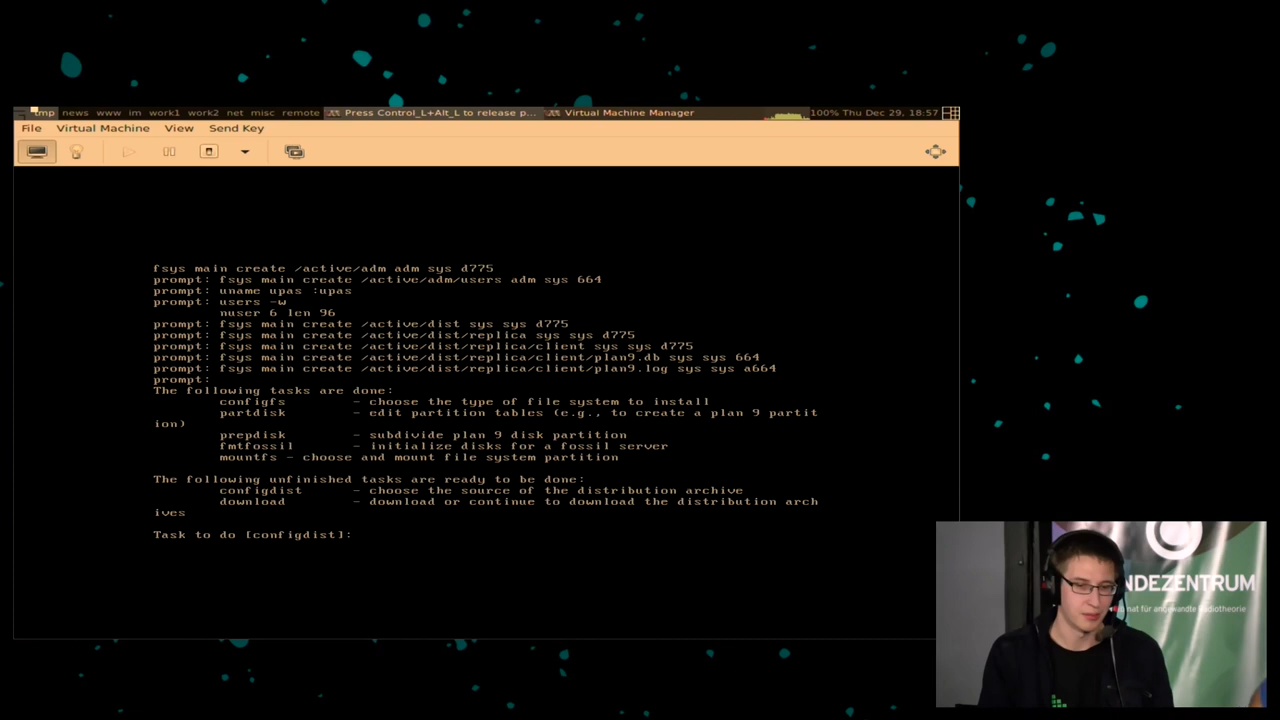 tmp news www im work1 work2 net misc remote Press Control_L+Alt_L to release p... Virtual Machine Manager 100% Thu Dec 29, 18:57
File Virtual Machine View Send Key
fsys main create /active/adm adm sys d775
prompt: fsys main create /active/adm/users adm sys 664
prompt: uname upas :upas
prompt: users -w
nuser 6 len 96
prompt: fsys main create /active/dist sys sys d775
prompt: fsys main create /active/dist/replica sys sys d775
prompt: fsys main create /active/dist/replica/client sys sys d775
prompt: fsys main create /active/dist/replica/client/plan9.db sys sys 664
prompt: fsys main create /active/dist/replica/client/plan9.log sys sys a664
prompt:
The following tasks are done:
configfs - choose the type of file system to install
partdisk - edit partition tables (e.g., to create a plan 9 partit
ion)
prepdisk - subdivide plan 9 disk partition
fmtfossil - initialize disks for a fossil server
mountfs - choose and mount file system partition
The following unfinished tasks are ready to be done:
configdist - choose the source of the distribution archive
download - download or continue to download the distribution arch
ives
Task to do [configdist]:
NDEZENTRUM
nat für angewandte Radiotheorie